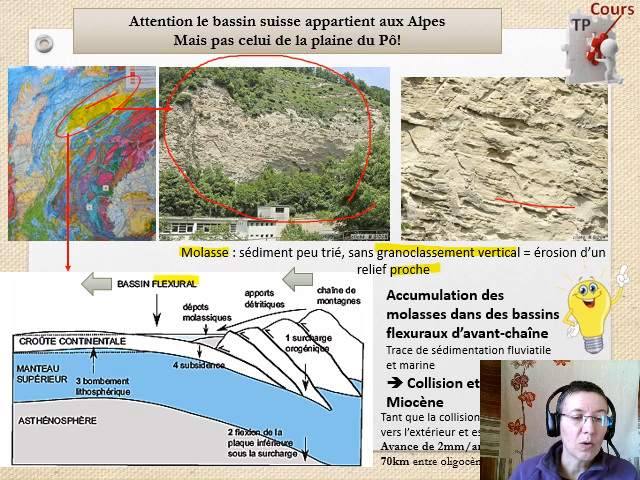 Attention le bassin suisse appartient aux Alpes
Mais pas celui de la plaine du Pô!
Cours
TP
Molasse : sédiment peu trié, sans granoclassement vertical = érosion d'un
relief proche
BASSIN FLEXURAL
dépôts
molassiques
apports
détritiques
chaîne de
montagnes
CROÛTE CONTINENTALE
1 surcharge
orogénique
4 subsidence
MANTEAU
SUPÉRIEUR
3 bombement
lithosphérique
ASTHÉNOSPHÈRE
2 flexion de la
plaque inférieure
sous la surcharge
Accumulation des
molasses dans des bassins
flexuraux d'avant-chaîne
Trace de sédimentation fluviatile
et marine
➔ Collision et
Miocène
Tant que la collision
vers l'extérieur et
Avance de 2mm/an
70km entre oligocène